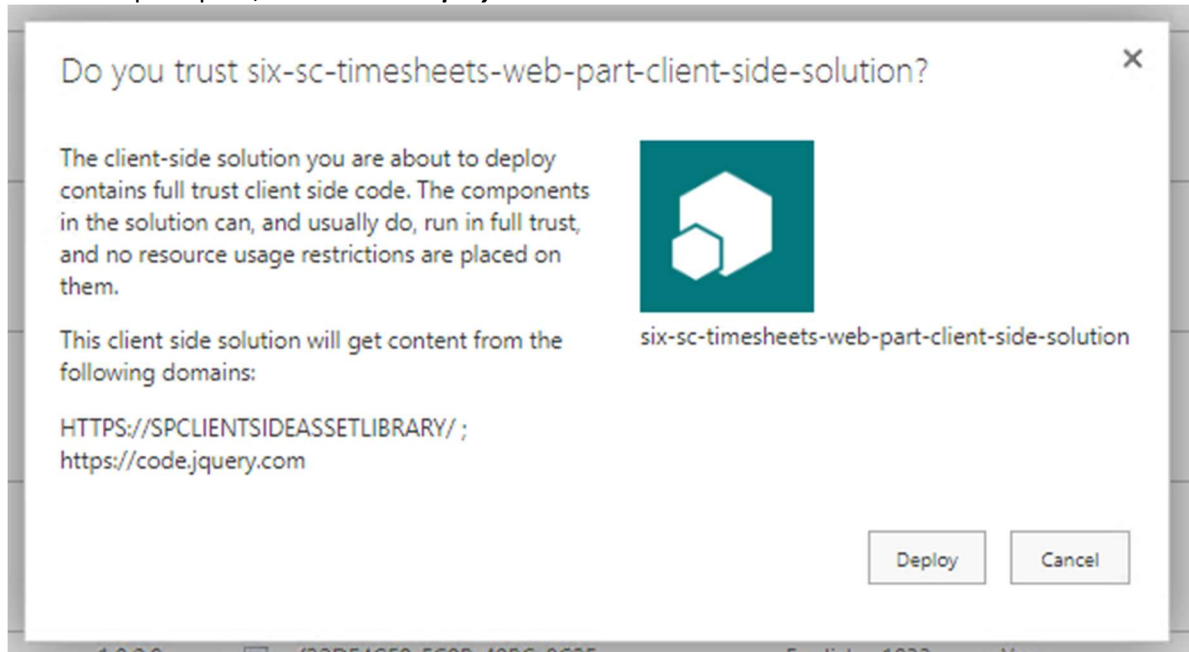 Do you trust six-sc-timesheets-web-part-client-side-solution?
The client-side solution you are about to deploy
contains full trust client side code. The components
in the solution can, and usually do, run in full trust,
and no resource usage restrictions are placed on
them.
This client side solution will get content from the
following domains:
HTTPS://SPCLIENTSIDEASSETLIBRARY/ ;
https://code.jquery.com
six-sc-timesheets-web-part-client-side-solution
Deploy
Cancel